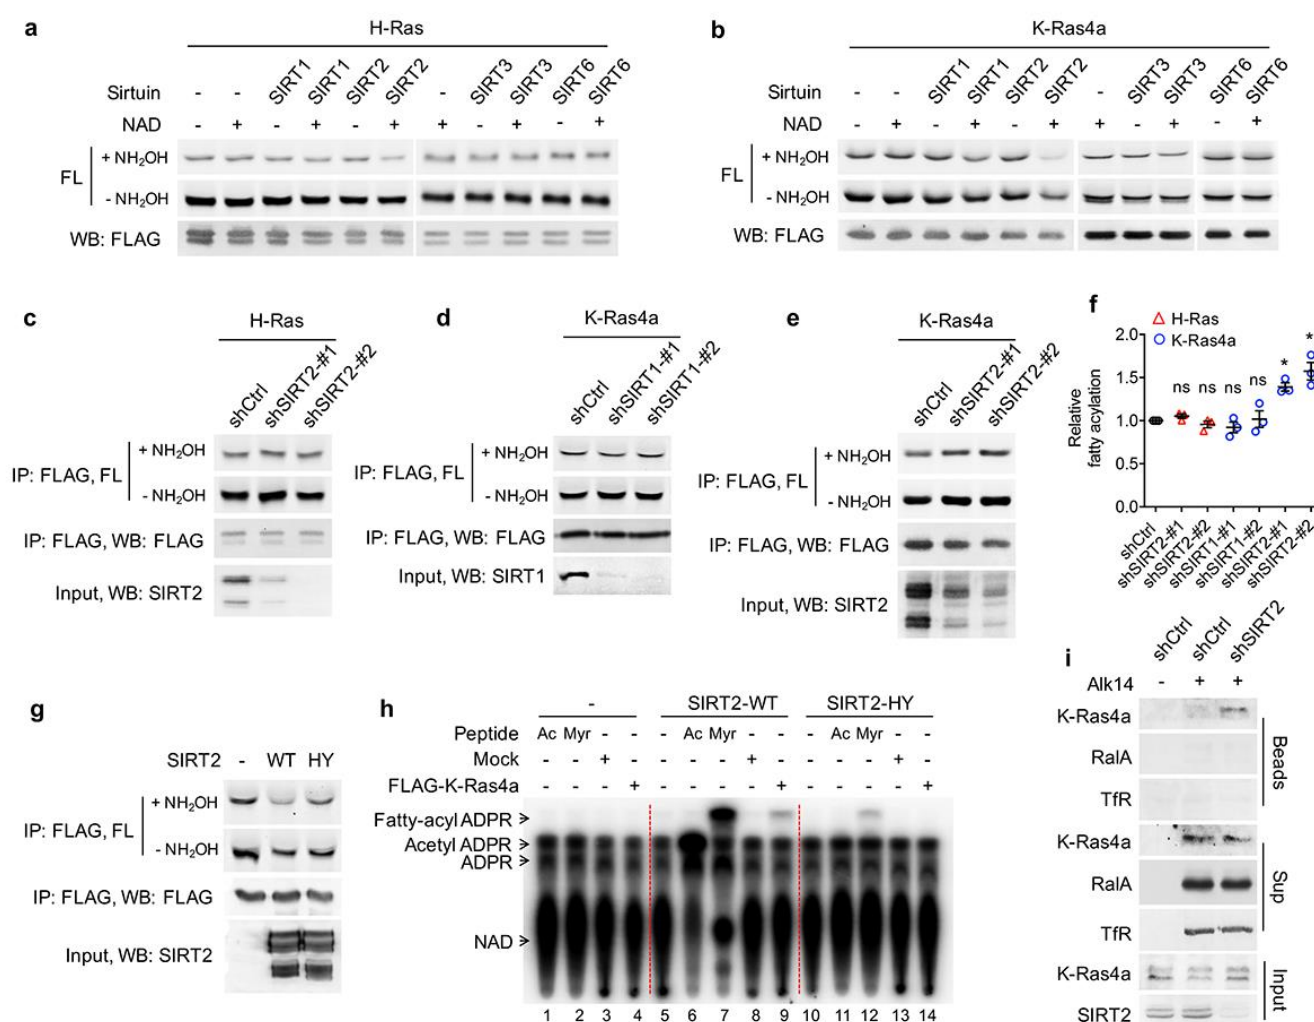 a
H-Ras
Sirtuin - - SIRT1 SIRT1 SIRT2 SIRT2 - SIRT3 SIRT3 SIRT6 SIRT6
NAD - + - + - + + - + - +
FL
+ NH₂OH
- NH₂OH
WB: FLAG
b
K-Ras4a
Sirtuin - - SIRT1 SIRT1 SIRT2 SIRT2 - SIRT3 SIRT3 SIRT6 SIRT6
NAD - + - + - + + - + - +
FL
+ NH₂OH
- NH₂OH
WB: FLAG
c
H-Ras
shCtrl shSIRT2-#1 shSIRT2-#2
IP: FLAG, FL
+ NH₂OH
- NH₂OH
IP: FLAG, WB: FLAG
Input, WB: SIRT2
d
K-Ras4a
shCtrl shSIRT1-#1 shSIRT1-#2
IP: FLAG, FL
+ NH₂OH
- NH₂OH
IP: FLAG, WB: FLAG
Input, WB: SIRT1
e
K-Ras4a
shCtrl shSIRT2-#1 shSIRT2-#2
IP: FLAG, FL
+ NH₂OH
- NH₂OH
IP: FLAG, WB: FLAG
Input, WB: SIRT2
f
H-Ras
K-Ras4a
Relative
fatty acylation
2.0
1.5
1.0
0.5
0.0
ns ns ns ns * *
shCtrl
shSIRT2-#1
shSIRT2-#2
shSIRT1-#1
shSIRT1-#2
shSIRT2-#1
shSIRT2-#2
g
SIRT2 - WT HY
IP: FLAG, FL
+ NH₂OH
- NH₂OH
IP: FLAG, WB: FLAG
Input, WB: SIRT2
h
- SIRT2-WT SIRT2-HY
Peptide Ac Myr - - - Ac Myr - - - Ac Myr - -
Mock - - + - - - - + - - - - + -
FLAG-K-Ras4a - - - + - - - - + - - - - +
Fatty-acyl ADPR
Acetyl ADPR
ADPR
NAD
1 2 3 4 5 6 7 8 9 10 11 12 13 14
i
shCtrl shCtrl shSIRT2
Alk14 - + +
K-Ras4a
RalA
TfR
Beads
K-Ras4a
RalA
TfR
Sup
K-Ras4a
SIRT2
Input